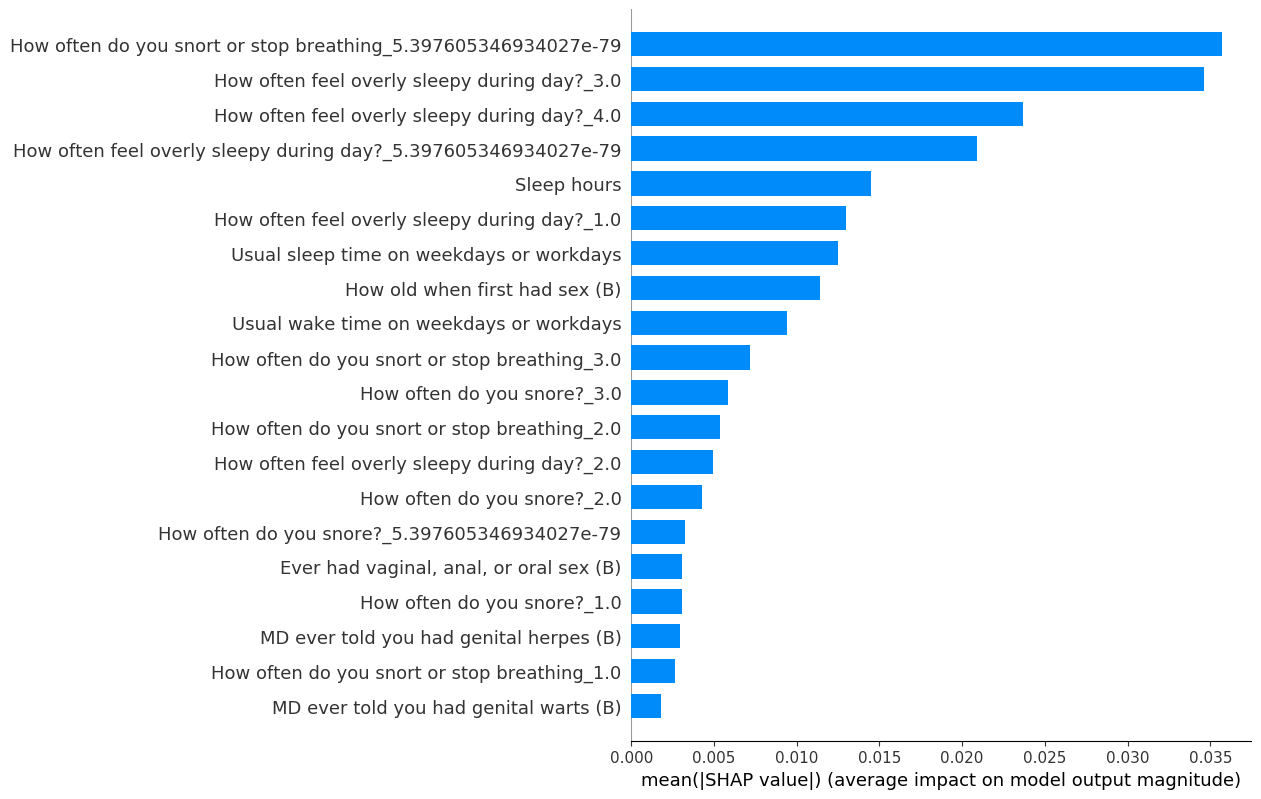 How often do you snort or stop breathing_5.397605346934027e-79
How often feel overly sleepy during day?_3.0
How often feel overly sleepy during day?_4.0
How often feel overly sleepy during day?_5.397605346934027e-79
Sleep hours
How often feel overly sleepy during day?_1.0
Usual sleep time on weekdays or workdays
How old when first had sex (B)
Usual wake time on weekdays or workdays
How often do you snort or stop breathing_3.0
How often do you snore?_3.0
How often do you snort or stop breathing_2.0
How often feel overly sleepy during day?_2.0
How often do you snore?_2.0
How often do you snore?_5.397605346934027e-79
Ever had vaginal, anal, or oral sex (B)
How often do you snore?_1.0
MD ever told you had genital herpes (B)
How often do you snort or stop breathing_1.0
MD ever told you had genital warts (B)
0.000 0.005 0.010 0.015 0.020 0.025 0.030 0.035
mean(|SHAP value|) (average impact on model output magnitude)